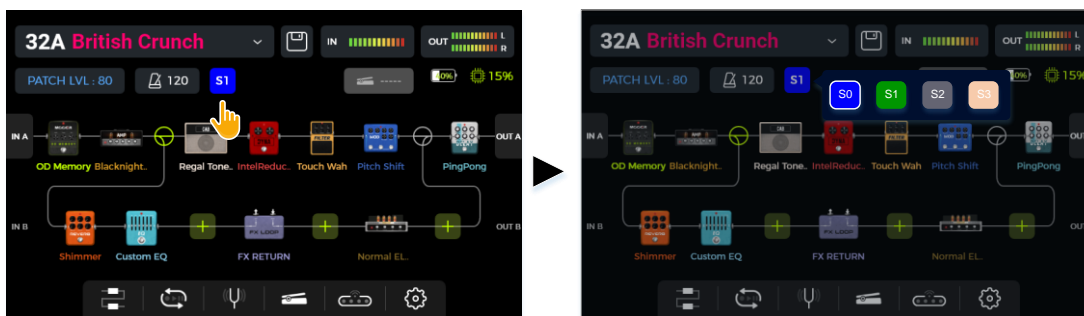 32A British Crunch
IN
OUT
L
R
PATCH LVL : 80
120
S1
-----
15%
IN A
OUT A
OD Memory
Blacknight..
Regal Tone..
IntelReduc..
Touch Wah
Pitch Shift
PingPong
IN B
OUT B
Shimmer
Custom EQ
FX RETURN
Normal EL..
32A British Crunch
IN
OUT
L
R
PATCH LVL : 80
120
S1
S0
S1
S2
S3
IN A
OD Memory
Blacknight..
Regal Tone..
IntelReduc..
Touch Wah
Pitch Shift
PingPong
IN B
Shimmer
Custom EQ
FX RETURN
Normal EL..